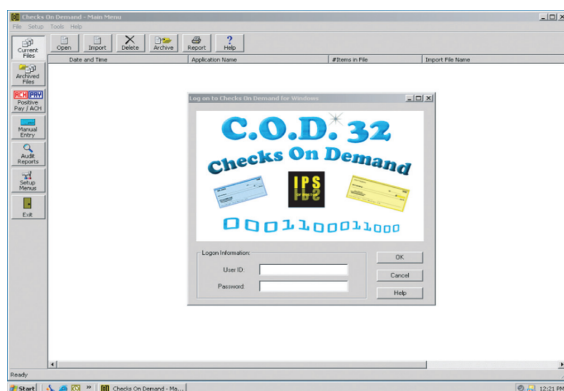 Checks On Demand - Main Menu
File Setup Tools Help
Current Files
Open
Import
Delete
Archive
Report
Help
Date and Time
Application Name
#Items in File
Import File Name
Archived Files
ACH PAY
Positive Pay / ACH
Manual Entry
Audit Reports
Setup Menus
Exit
Log on to Checks On Demand for Windows
C.O.D. 32
Checks On Demand
IPS
000110001 1000
Logon Information:
User ID:
Password:
OK
Cancel
Help
Ready
Start
Checks On Demand - Ma...
12:21 PM